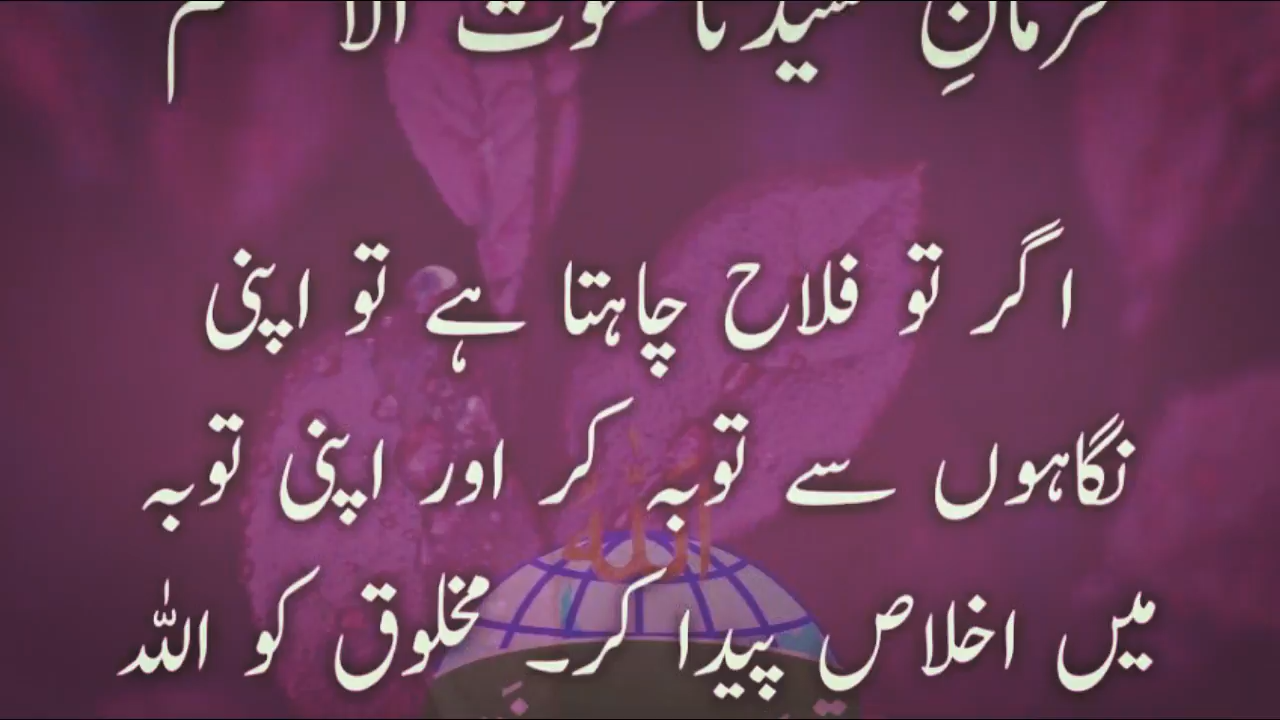 فرمانِ سیدنا غوث الاعظم
اگر تو فلاح چاہتا ہے تو اپنی
نگاہوں سے توبہ کر اور اپنی توبہ
میں اخلاص پیدا کر۔ مخلوق کو اللہ
اللہ